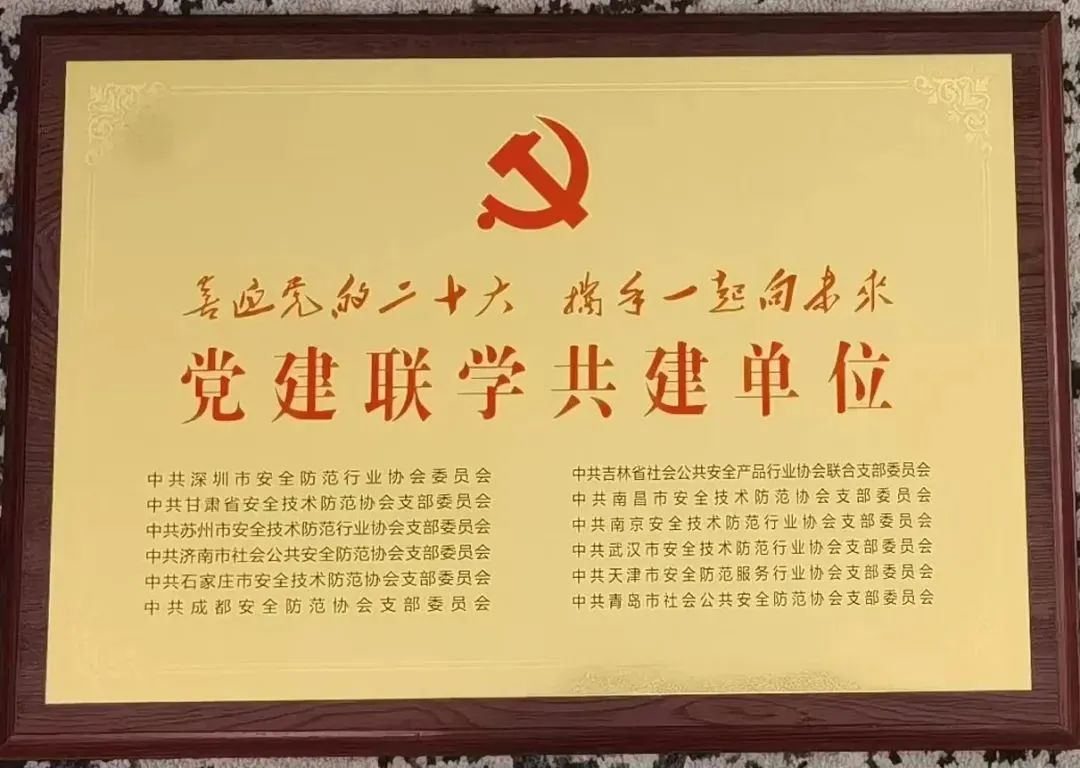 喜迎党的二十六 携手一起向未来
党建联学共建单位
中共深圳市安全防范行业协会委员会
中共甘肃省安全技术防范协会支部委员会
中共苏州市安全技术防范行业协会支部委员会
中共济南市社会公共安全防范协会支部委员会
中共石家庄市安全技术防范协会支部委员会
中共成都安全防范协会支部委员会
中共吉林省社会公共安全产品行业协会联合支部委员会
中共南昌市安全技术防范协会支部委员会
中共南京安全技术防范行业协会支部委员会
中共武汉市安全技术防范行业协会支部委员会
中共天津市安全防范服务行业协会支部委员会
中共青岛市社会公共安全防范协会支部委员会